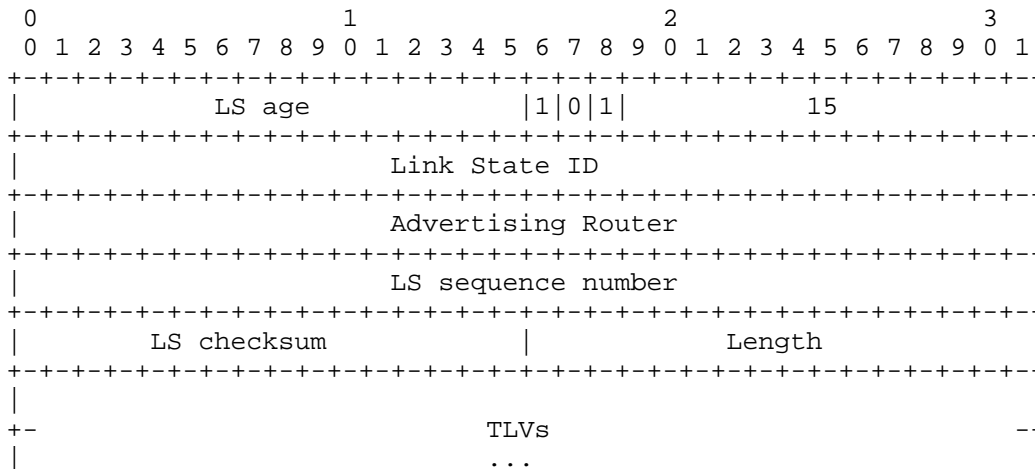 0                   1                   2                   3
 0 1 2 3 4 5 6 7 8 9 0 1 2 3 4 5 6 7 8 9 0 1 2 3 4 5 6 7 8 9 0 1
+-+-+-+-+-+-+-+-+-+-+-+-+-+-+-+-+-+-+-+-+-+-+-+-+-+-+-+-+-+-+-+--
|            LS age             |1|0|1|           15
+-+-+-+-+-+-+-+-+-+-+-+-+-+-+-+-+-+-+-+-+-+-+-+-+-+-+-+-+-+-+-+--
|                       Link State ID
+-+-+-+-+-+-+-+-+-+-+-+-+-+-+-+-+-+-+-+-+-+-+-+-+-+-+-+-+-+-+-+--
|                       Advertising Router
+-+-+-+-+-+-+-+-+-+-+-+-+-+-+-+-+-+-+-+-+-+-+-+-+-+-+-+-+-+-+-+--
|                       LS sequence number
+-+-+-+-+-+-+-+-+-+-+-+-+-+-+-+-+-+-+-+-+-+-+-+-+-+-+-+-+-+-+-+--
|        LS checksum            |            Length
+-+-+-+-+-+-+-+-+-+-+-+-+-+-+-+-+-+-+-+-+-+-+-+-+-+-+-+-+-+-+-+--
|
+-                            TLVs                             --
|                             ...